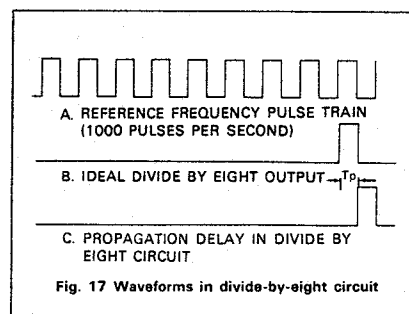 A. REFERENCE FREQUENCY PULSE TRAIN
(1000 PULSES PER SECOND)
B. IDEAL DIVIDE BY EIGHT OUTPUT Tp
C. PROPAGATION DELAY IN DIVIDE BY
EIGHT CIRCUIT
Fig. 17 Waveforms in divide-by-eight circuit